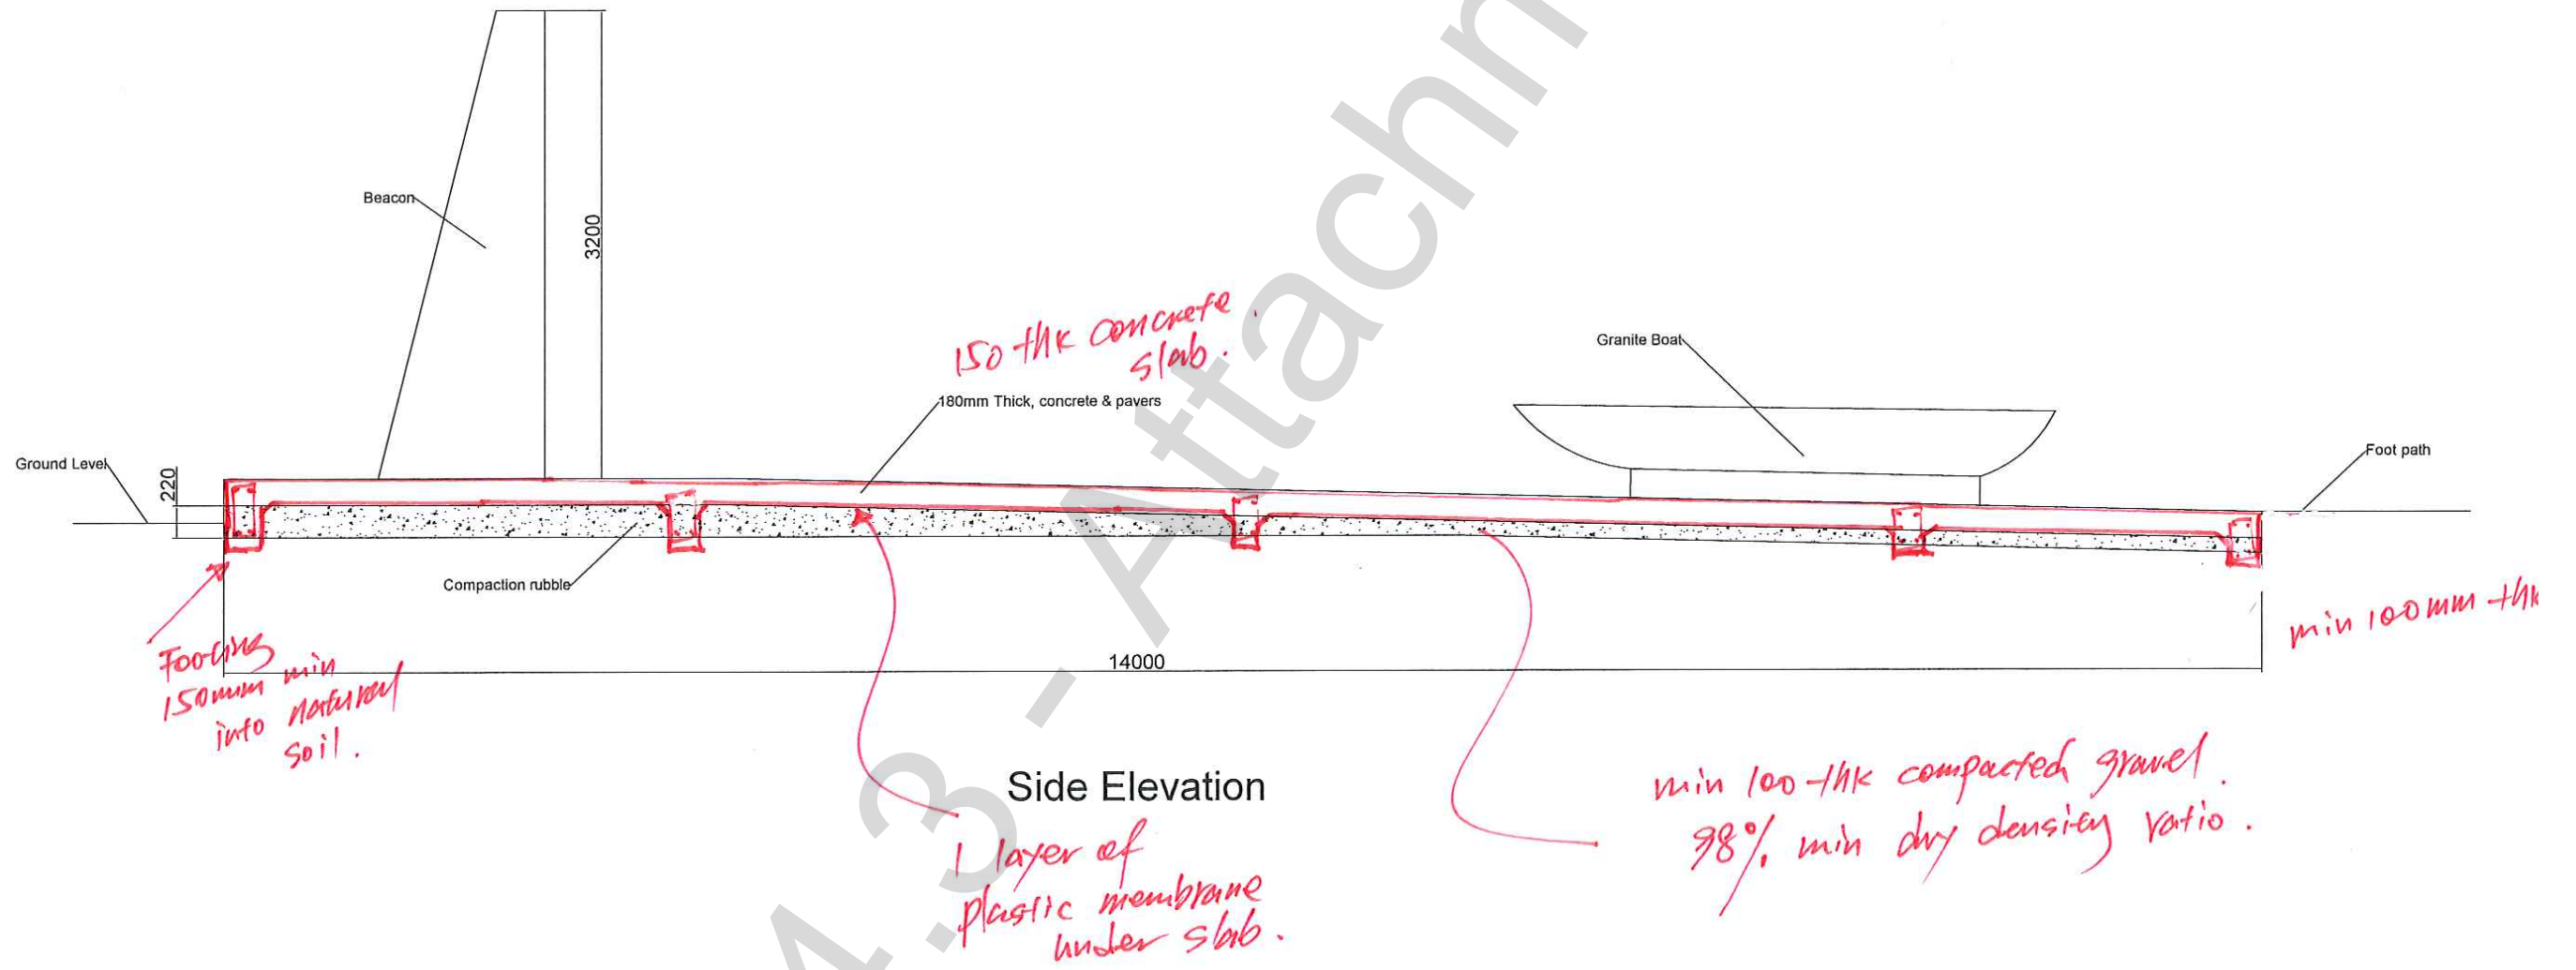 Beacon
3200
150 thk concrete
slab.
180mm Thick, concrete & pavers
Granite Boat
Ground Level
220
Foot path
Compaction rubble
Footing
150mm min
into natural
soil.
14000
min 100mm thk
Side Elevation
1 layer of
plastic membrane
under slab.
min 100 thk compacted gravel.
98% min dry density ratio.
4.3 - Attachm